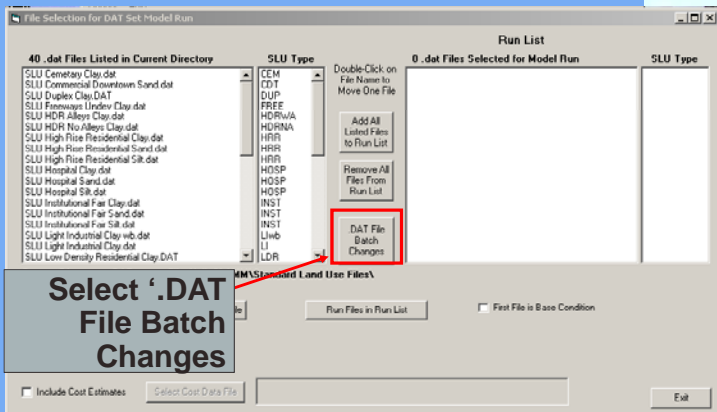 File Selection for DAT Set Model Run
Run List
40 .dat Files Listed in Current Directory
SLU Type
0 .dat Files Selected for Model Run
SLU Type
SLU Cemetary Clay.dat
SLU Commercial Downtown Sand.dat
SLU Duplex Clay.DAT
SLU Freeways Undev Clay.dat
SLU HDR Alleys Clay.dat
SLU HDR No Alleys Clay.dat
SLU High Rise Residential Clay.dat
SLU High Rise Residential Sand.dat
SLU High Rise Residential Silt.dat
SLU Hospital Clay.dat
SLU Hospital Sand.dat
SLU Hospital Silt.dat
SLU Institutional Fair Clay.dat
SLU Institutional Fair Sand.dat
SLU Institutional Fair Silt.dat
SLU Light Industrial Clay wb.dat
SLU Light Industrial Clay.dat
SLU Low Density Residential Clay.DAT
CEM
CDT
DUP
FREE
HDRWA
HDRNA
HRR
HRR
HRR
HOSP
HOSP
HOSP
INST
INST
INST
LIwb
LI
LDR
Double-Click on
File Name to
Move One File
Add All
Listed Files
to Run List
Remove All
Files From
Run List
DAT File
Batch
Changes
MM\Standard Land Use Files\
Select '.DAT
File Batch
Changes
Run Files in Run List
First File is Base Condition
Include Cost Estimates
Select Cost Data File
Exit